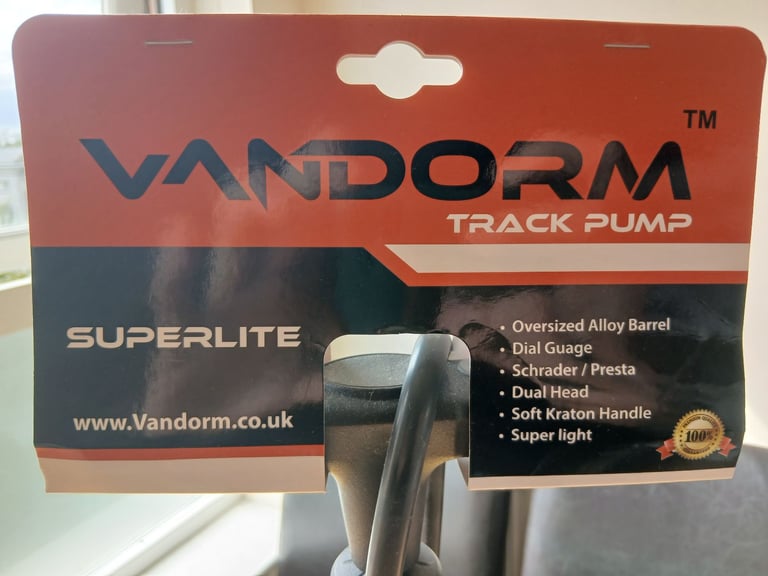 VANDORM TM
TRACK PUMP
SUPERLITE
www.Vandorm.co.uk
• Oversized Alloy Barrel
• Dial Guage
• Schrader / Presta
• Dual Head
• Soft Kraton Handle
• Super light
100%